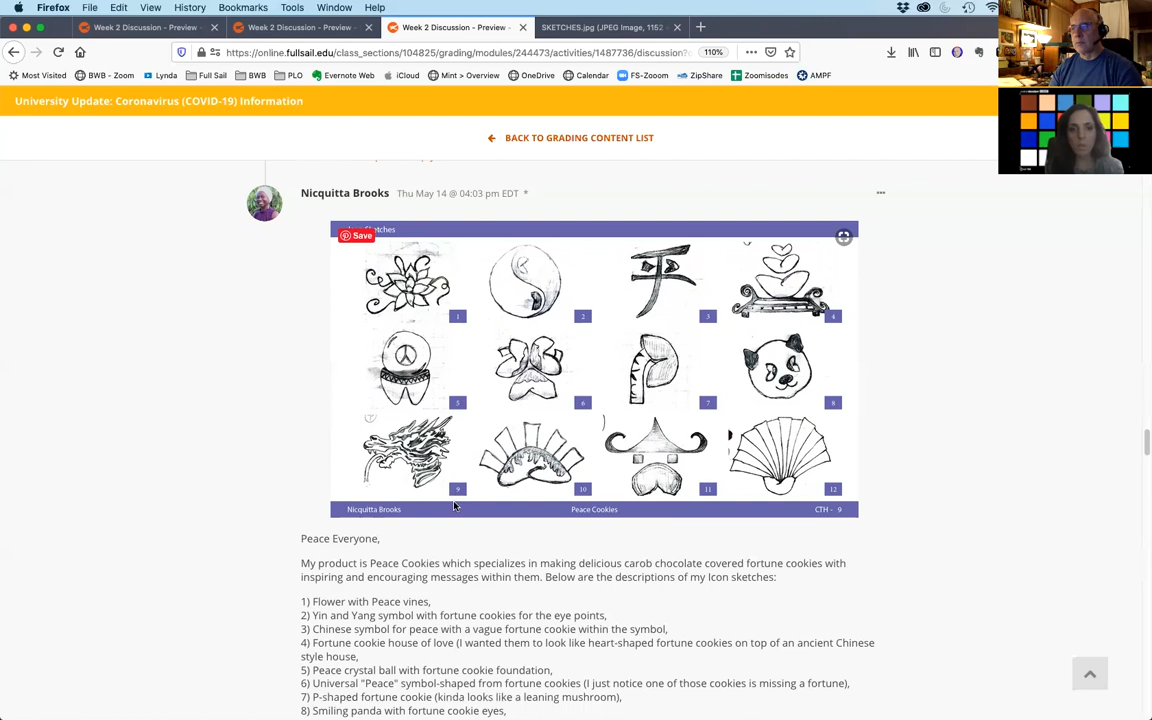 Firefox File Edit View History Bookmarks Tools Window Help
Week 2 Discussion - Preview - Week 2 Discussion - Preview - Week 2 Discussion - Preview - SKETCHES.jpg (JPEG Image, 1152
https://online.fullsail.edu/class_sections/104825/grading/modules/244473/activities/1487736/discussion? 110%
Most Visited BWB - Zoom Lynda Full Sail BWB PLO Evernote Web iCloud Mint > Overview OneDrive Calendar FS-Zooom ZipShare Zoomisodes AMPF
University Update: Coronavirus (COVID-19) Information
BACK TO GRADING CONTENT LIST
Nicquitta Brooks Thu May 14 @ 04:03 pm EDT *
Save
1 2 3 4
5 6 7 8
9 10 11 12
Nicquitta Brooks Peace Cookies CTH - 9
Peace Everyone,
My product is Peace Cookies which specializes in making delicious carob chocolate covered fortune cookies with
inspiring and encouraging messages within them. Below are the descriptions of my Icon sketches:
1) Flower with Peace vines,
2) Yin and Yang symbol with fortune cookies for the eye points,
3) Chinese symbol for peace with a vague fortune cookie within the symbol,
4) Fortune cookie house of love (I wanted them to look like heart-shaped fortune cookies on top of an ancient Chinese
style house,
5) Peace crystal ball with fortune cookie foundation,
6) Universal "Peace" symbol-shaped from fortune cookies (I just notice one of those cookies is missing a fortune),
7) P-shaped fortune cookie (kinda looks like a leaning mushroom),
8) Smiling panda with fortune cookie eyes,